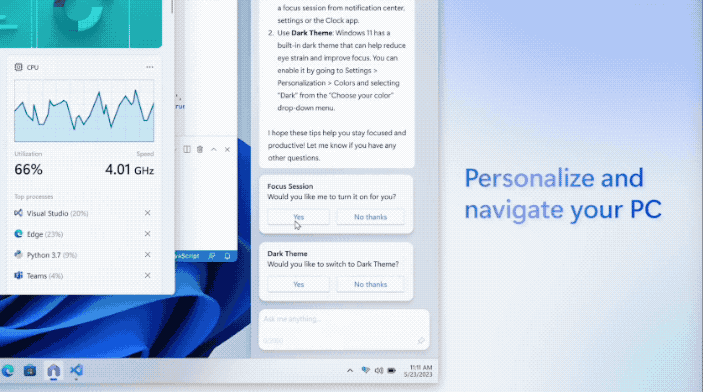 CPU
Utilization Speed
66% 4.01 GHz
Top processes
Visual Studio (20%)
Edge (23%)
Python 3.7 (9%)
Teams (4%)
a focus session from notification center,
settings or the Clock app.
2. Use Dark Theme: Windows 11 has
a built-in dark theme that can help reduce
eye strain and improve focus. You can
enable it by going to Settings >
Personalization > Colors and selecting
"Dark" from the "Choose your color"
drop-down menu.
I hope these tips help you stay focused and
productive! Let me know if you have any
other questions.
Focus Session
Would you like me to turn it on for you?
Yes No thanks
Dark Theme
Would you like to switch to Dark Theme?
Yes No thanks
Ask me anything...
Personalize and
navigate your PC
11:11 AM
5/23/2023